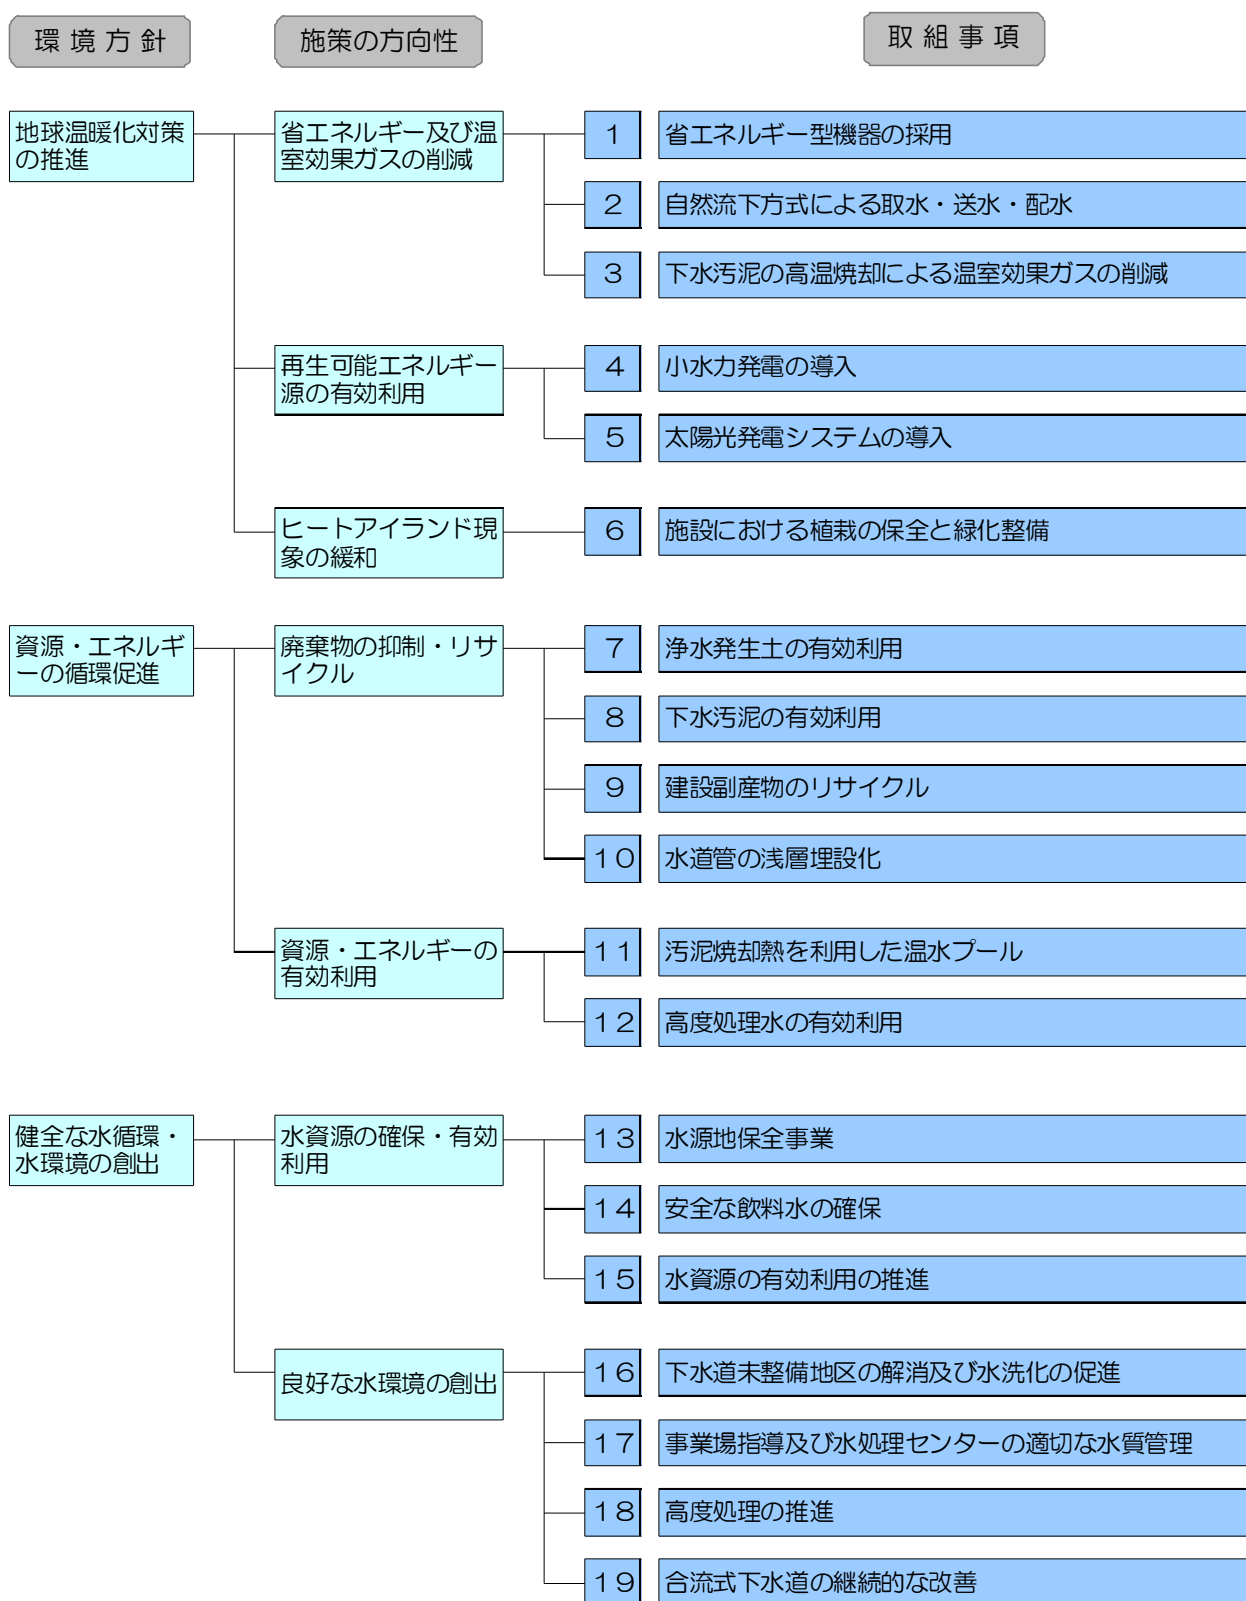 環境方針
施策の方向性
取組事項
地球温暖化対策
の推進
省エネルギー及び温
室効果ガスの削減
1 省エネルギー型機器の採用
2 自然流下方式による取水・送水・配水
3 下水汚泥の高温焼却による温室効果ガスの削減
再生可能エネルギー
源の有効利用
4 小水力発電の導入
5 太陽光発電システムの導入
ヒートアイランド現
象の緩和
6 施設における植栽の保全と緑化整備
資源・エネルギ
ーの循環促進
廃棄物の抑制・リサ
イクル
7 浄水発生土の有効利用
8 下水汚泥の有効利用
9 建設副産物のリサイクル
10 水道管の浅層埋設化
資源・エネルギーの
有効利用
11 汚泥焼却熱を利用した温水プール
12 高度処理水の有効利用
健全な水循環・
水環境の創出
水資源の確保・有効
利用
13 水源地保全事業
14 安全な飲料水の確保
15 水資源の有効利用の推進
良好な水環境の創出
16 下水道未整備地区の解消及び水洗化の促進
17 事業場指導及び水処理センターの適切な水質管理
18 高度処理の推進
19 合流式下水道の継続的な改善